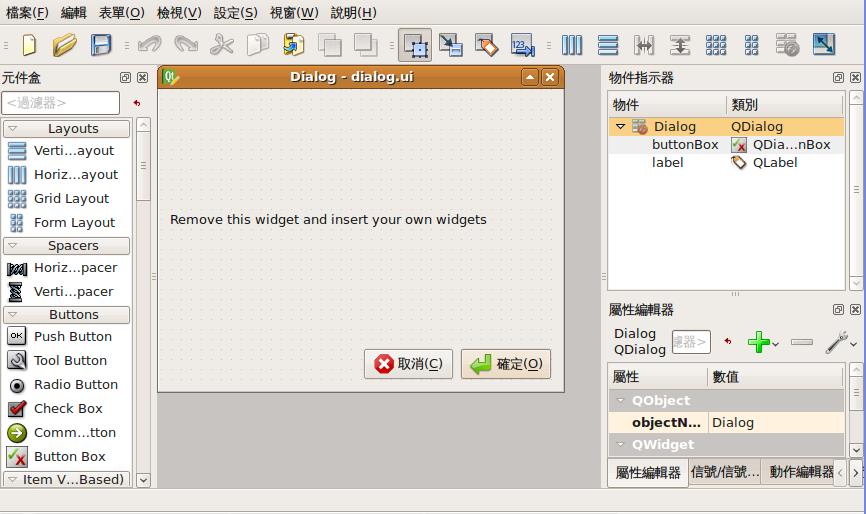 檔案(F) 編輯(E) 表單(O) 檢視(V) 設定(S) 視窗(W) 說明(H)
123
元件盒
<過濾器>
Layouts
Verti…ayout
Horiz…ayout
Grid Layout
Form Layout
Spacers
Horiz…pacer
Verti…pacer
Buttons
OK Push Button
Tool Button
Radio Button
Check Box
Comm…tton
Button Box
Item V…Based)
Dialog - dialog.ui
Remove this widget and insert your own widgets
取消(C) 確定(O)
物件指示器
物件 類別
Dialog QDialog
buttonBox QDia…nBox
label QLabel
屬性編輯器
Dialog
QDialog
濾器>
屬性 數值
QObject
objectN… Dialog
QWidget
屬性編輯器 信號/信號… 動作編輯器